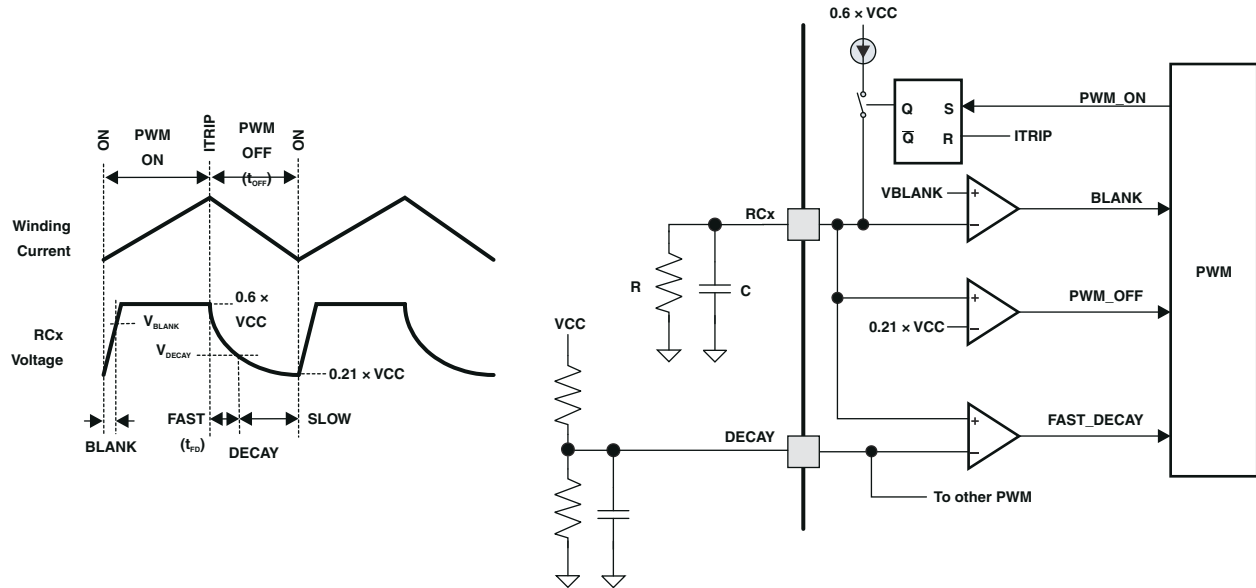 ON
PWM
ON
ITRIP
PWM
OFF
(tOFF)
ON
Winding
Current
RCx
Voltage
0.6 ×
VCC
VBLANK
VDECAY
0.21 × VCC
BLANK
FAST
(tFD)
DECAY
SLOW
0.6 × VCC
Q
S
Q
R
PWM_ON
ITRIP
VBLANK
+
–
BLANK
RCx
R
C
+
–
0.21 × VCC
PWM_OFF
PWM
VCC
DECAY
+
–
FAST_DECAY
To other PWM